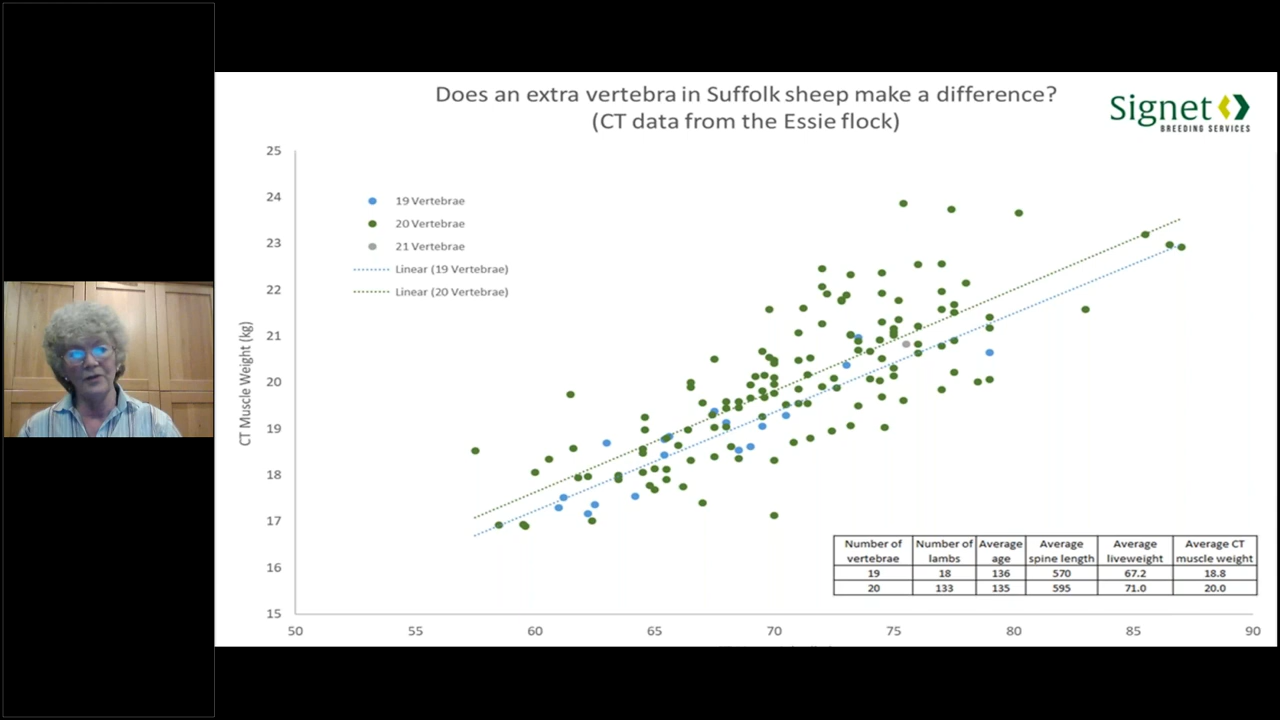 Does an extra vertebra in Suffolk sheep make a difference?
(CT data from the Essie flock)
Signet
BREEDING SERVICES
25
24
23
22
21
20
19
18
17
16
15
CT Muscle Weight (kg)
19 Vertebrae
20 Vertebrae
21 Vertebrae
Linear (19 Vertebrae)
Linear (20 Vertebrae)
Number of vertebrae Number of lambs Average age Average spine length Average liveweight Average CT muscle weight
19 18 136 570 67.2 18.8
20 133 135 595 71.0 20.0
50 55 60 65 70 75 80 85 90